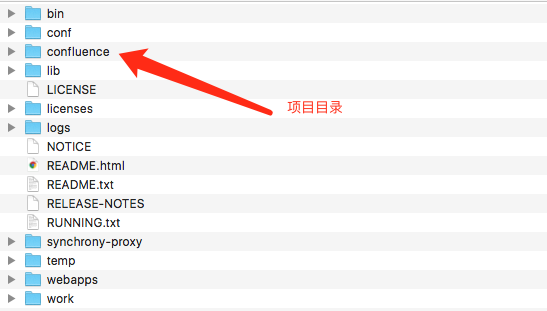 bin
conf
confluence
lib
项目目录
LICENSE
licenses
logs
NOTICE
README.html
README.txt
RELEASE-NOTES
RUNNING.txt
synchrony-proxy
temp
webapps
work